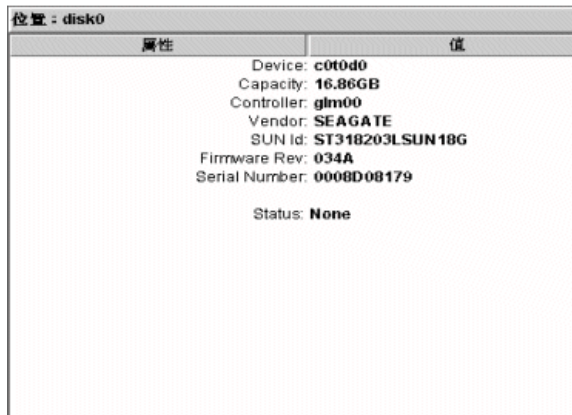 位置：disk0
屬性 值
Device: c0t0d0
Capacity: 16.86GB
Controller: glm00
Vendor: SEAGATE
SUN Id: ST318203LSUN18G
Firmware Rev: 034A
Serial Number: 0008D08179
Status: None